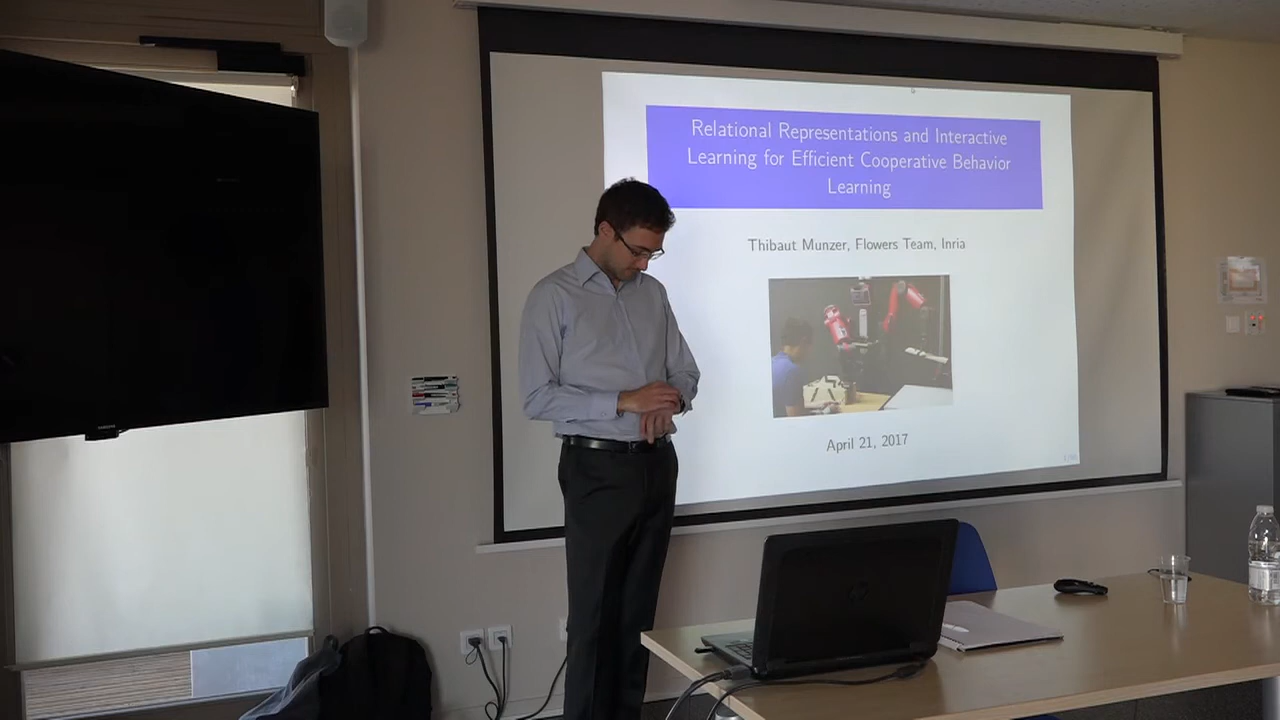 Relational Representations and Interactive
Learning for Efficient Cooperative Behavior
Learning
Thibaut Munzer, Flowers Team, Inria
April 21, 2017